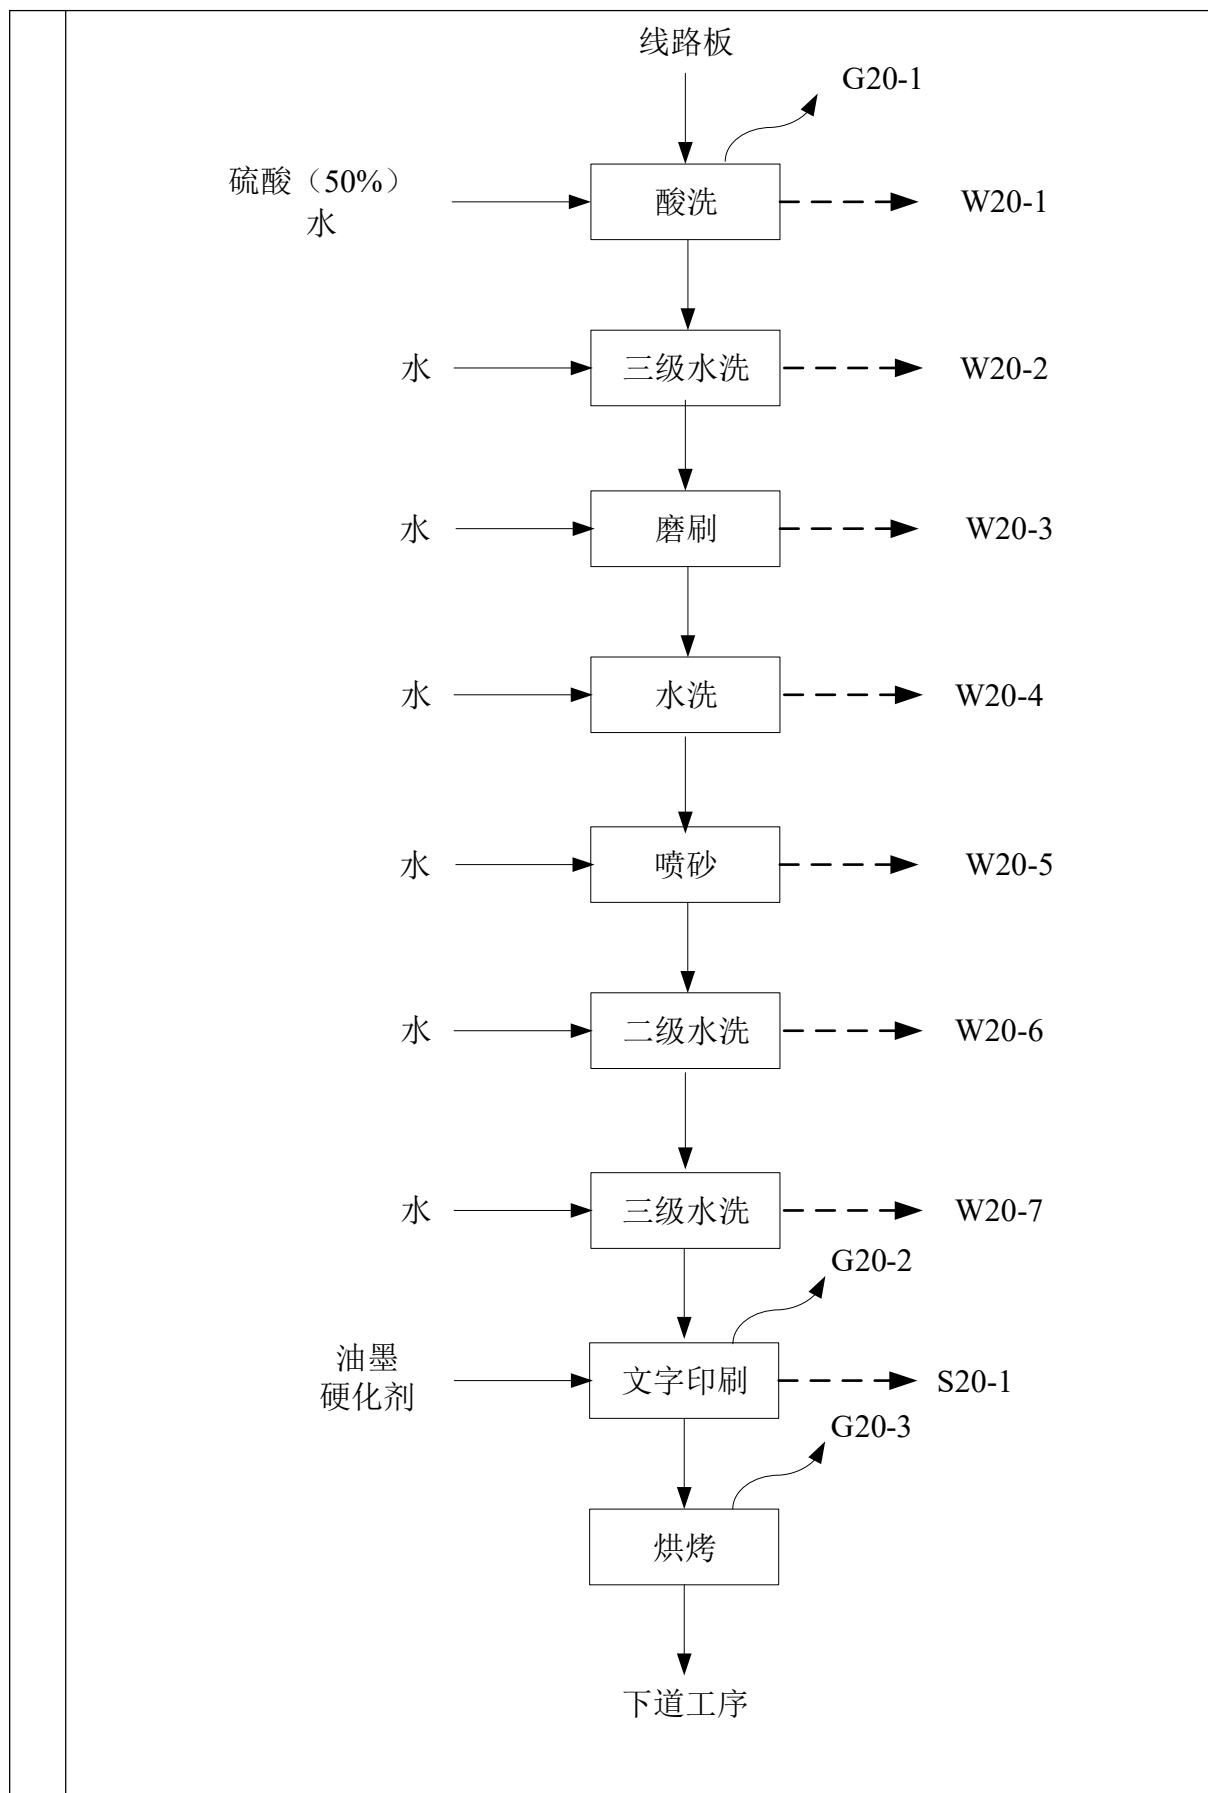 线路板
G20-1
硫酸（50%）
水
酸洗
W20-1
水
三级水洗
W20-2
水
磨刷
W20-3
水
水洗
W20-4
水
喷砂
W20-5
水
二级水洗
W20-6
水
三级水洗
W20-7
G20-2
油墨
硬化剂
文字印刷
S20-1
G20-3
烘烤
下道工序